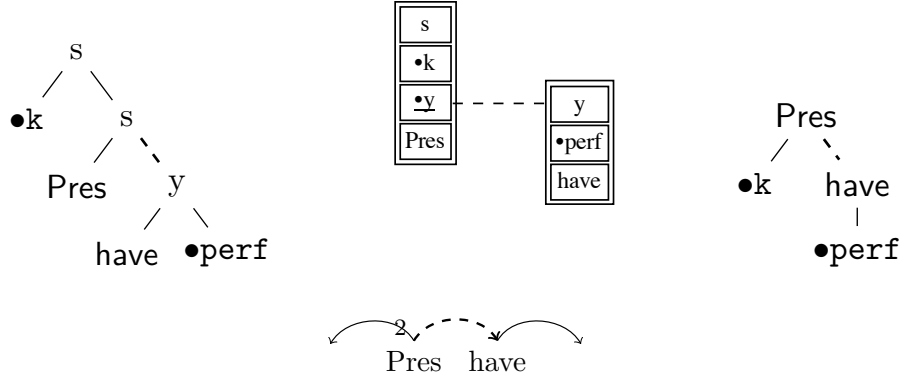 s
•k
s
Pres
y
have
•perf
s
•k
•y
Pres
y
•perf
have
Pres
•k
have
•perf
2
Pres have